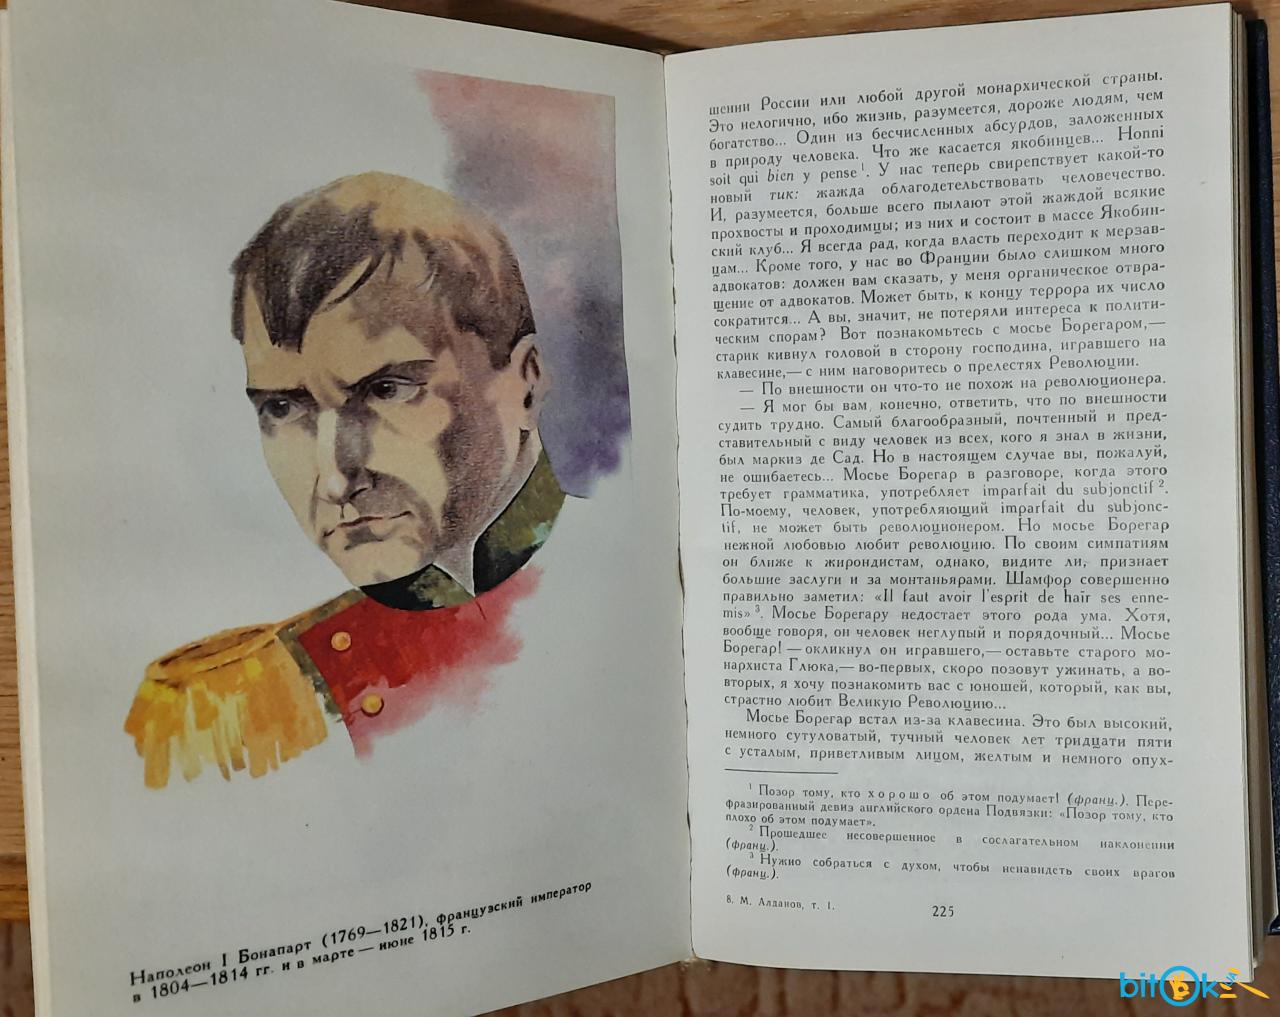 Наполеон I Бонапарт (1769—1821), французский император
в 1804—1814 гг. и в марте — июне 1815 г.
шении России или любой другой монархической страны.
Это нелогично, ибо жизнь, разумеется, дороже людям, чем
богатство... Один из бесчисленных абсурдов, заложенных
в природу человека. Что же касается якобинцев... Honni
soit qui bien y pense¹. У нас теперь свирепствует какой-то
новый тик: жажда облагодетельствовать человечество.
И, разумеется, больше всего пылают этой жаждой всякие
прохвосты и проходимцы; из них и состоит в массе Якобин-
ский клуб... Я всегда рад, когда власть переходит к мерзав-
цам... Кроме того, у нас во Франции было слишком много
адвокатов: должен вам сказать, у меня органическое отвра-
щение от адвокатов. Может быть, к концу террора их число
сократится... А вы, значит, не потеряли интереса к полити-
ческим спорам? Вот познакомьтесь с мосье Борегаром,—
старик кивнул головой в сторону господина, игравшего на
клавесине,— с ним наговоритесь о прелестях Революции.
— По внешности он что-то не похож на революционера.
— Я мог бы вам, конечно, ответить, что по внешности
судить трудно. Самый благообразный, почтенный и пред-
ставительный с виду человек из всех, кого я знал в жизни,
был маркиз де Сад. Но в настоящем случае вы, пожалуй,
не ошибаетесь... Мосье Борегар в разговоре, когда этого
требует грамматика, употребляет imparfait du subjonctif².
По-моему, человек, употребляющий imparfait du subjonc-
tif, не может быть революционером. Но мосье Борегар
нежной любовью любит революцию. По своим симпатиям
он ближе к жирондистам, однако, видите ли, признает
большие заслуги и за монтаньярами. Шамфор совершенно
правильно заметил: «Il faut avoir l'esprit de haïr ses enne-
mis»³. Мосье Борегару недостает этого рода ума. Хотя,
вообще говоря, он человек неглупый и порядочный... Мосье
Борегар! — окликнул он игравшего,— оставьте старого мо-
нархиста Глюка,— во-первых, скоро позовут ужинать, а во-
вторых, я хочу познакомить вас с юношей, который, как вы,
страстно любит Великую Революцию...
Мосье Борегар встал из-за клавесина. Это был высокий,
немного сутуловатый, тучный человек лет тридцати пяти
с усталым, приветливым лицом, желтым и немного опух-
¹ Позор тому, кто хорошо об этом подумает! (франц.). Пере-
фразированный девиз английского ордена Подвязки: «Позор тому, кто
плохо об этом подумает».
² Прошедшее несовершенное в сослагательном наклонении
(франц.).
³ Нужно собраться с духом, чтобы ненавидеть своих врагов
(франц.).
8. М. Алданов, т. 1.
225
bitOk